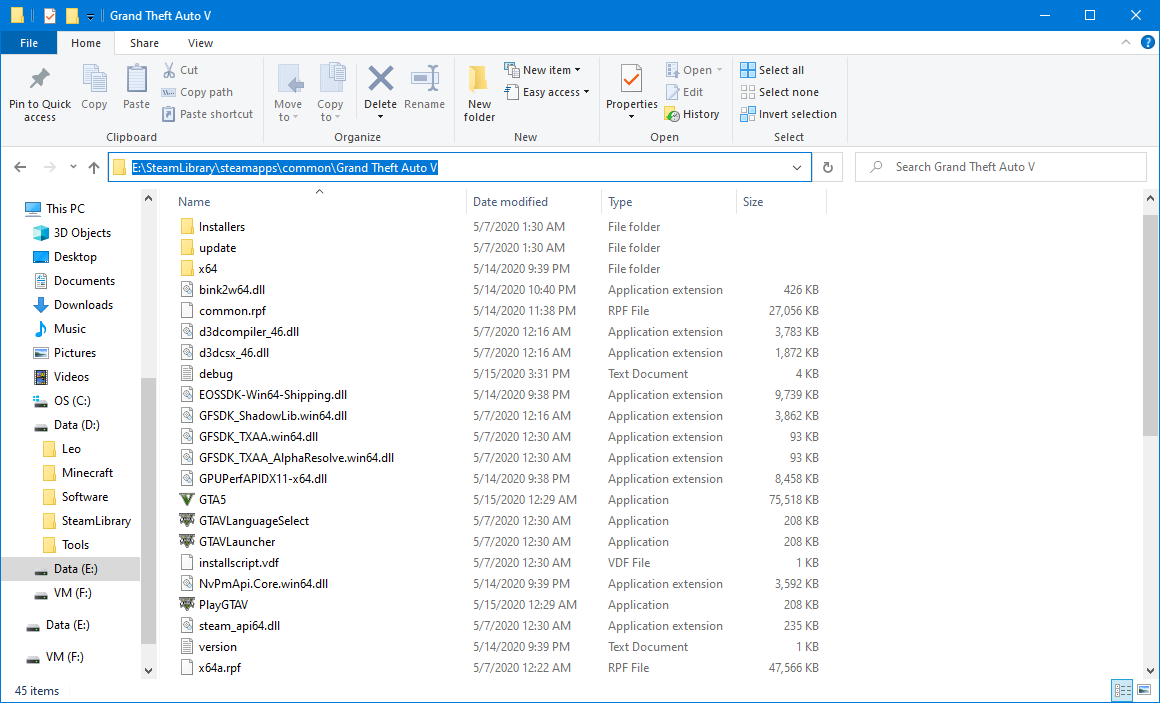 Grand Theft Auto V
File Home Share View
Pin to Quick access
Copy
Paste
Cut
Copy path
Paste shortcut
Clipboard
Move to
Copy to
Delete
Rename
Organize
New folder
New item
Easy access
New
Properties
Open
Edit
History
Open
Select all
Select none
Invert selection
Select
E:\SteamLibrary\steamapps\common\Grand Theft Auto V
Search Grand Theft Auto V
This PC
3D Objects
Desktop
Documents
Downloads
Music
Pictures
Videos
OS (C:)
Data (D:)
Leo
Minecraft
Software
SteamLibrary
Tools
Data (E:)
VM (F:)
Data (E:)
VM (F:)
Name Date modified Type Size
Installers 5/7/2020 1:30 AM File folder
update 5/7/2020 1:30 AM File folder
x64 5/14/2020 9:39 PM File folder
bink2w64.dll 5/14/2020 10:40 PM Application extension 426 KB
common.rpf 5/14/2020 11:38 PM RPF File 27,056 KB
d3dcompiler_46.dll 5/7/2020 12:16 AM Application extension 3,783 KB
d3dcsx_46.dll 5/7/2020 12:16 AM Application extension 1,872 KB
debug 5/15/2020 3:31 PM Text Document 4 KB
EOSSDK-Win64-Shipping.dll 5/14/2020 9:38 PM Application extension 9,739 KB
GFSDK_ShadowLib.win64.dll 5/7/2020 12:16 AM Application extension 3,862 KB
GFSDK_TXAA.win64.dll 5/7/2020 12:30 AM Application extension 93 KB
GFSDK_TXAA_AlphaResolve.win64.dll 5/7/2020 12:30 AM Application extension 93 KB
GPUPerfAPIDX11-x64.dll 5/14/2020 9:38 PM Application extension 8,458 KB
GTA5 5/15/2020 12:29 AM Application 75,518 KB
GTAVLanguageSelect 5/7/2020 12:30 AM Application 208 KB
GTAVLauncher 5/7/2020 12:30 AM Application 208 KB
installscript.vdf 5/7/2020 12:30 AM VDF File 1 KB
NvPmApi.Core.win64.dll 5/14/2020 9:39 PM Application extension 3,592 KB
PlayGTAV 5/15/2020 12:29 AM Application 208 KB
steam_api64.dll 5/7/2020 12:30 AM Application extension 235 KB
version 5/14/2020 9:39 PM Text Document 1 KB
x64a.rpf 5/7/2020 12:22 AM RPF File 47,566 KB
45 items